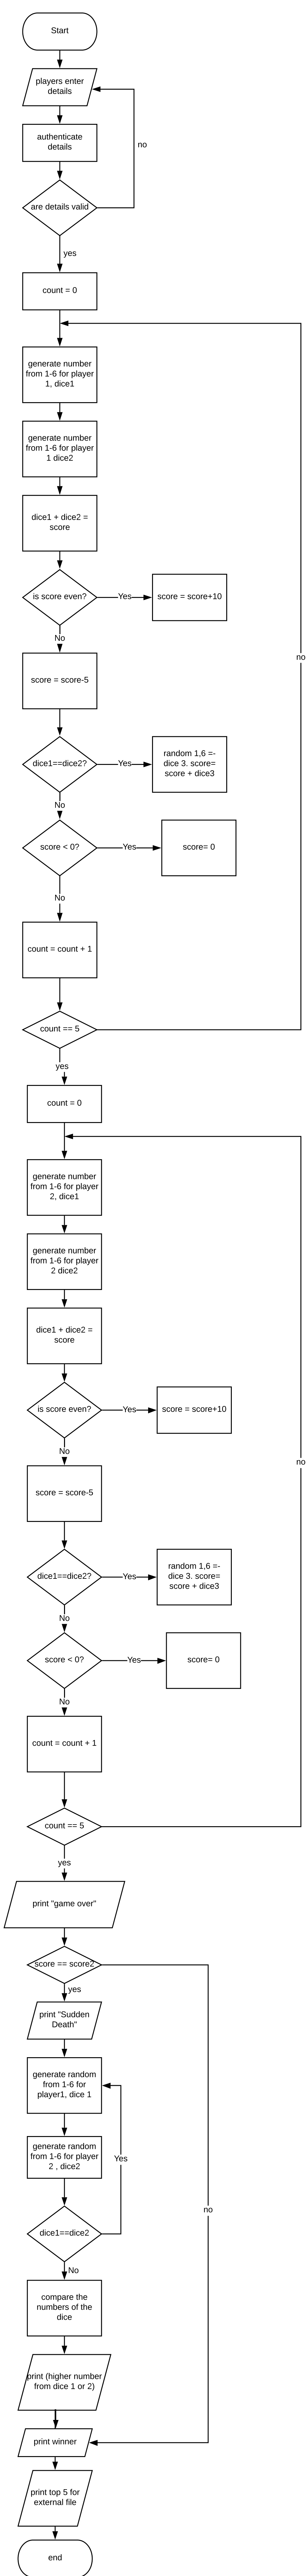 Start
players enter
details
authenticate
details
no
are details valid
yes
count = 0
generate number
from 1-6 for player
1, dice1
generate number
from 1-6 for player
1 dice2
dice1 + dice2 =
score
is score even?
Yes
score = score+10
No
no
score = score-5
dice1==dice2?
Yes
random 1,6 =-
dice 3. score=
score + dice3
No
score < 0?
Yes
score= 0
No
count = count + 1
count == 5
yes
count = 0
generate number
from 1-6 for player
2, dice1
generate number
from 1-6 for player
2 dice2
dice1 + dice2 =
score
is score even?
Yes
score = score+10
No
no
score = score-5
dice1==dice2?
Yes
random 1,6 =-
dice 3. score=
score + dice3
No
score < 0?
Yes
score= 0
No
count = count + 1
count == 5
yes
print "game over"
score == score2
yes
print "Sudden
Death"
generate random
from 1-6 for
player1, dice 1
generate random
from 1-6 for player
2 , dice2
Yes
no
dice1==dice2
No
compare the
numbers of the
dice
print (higher number
from dice 1 or 2)
print winner
print top 5 for
external file
end